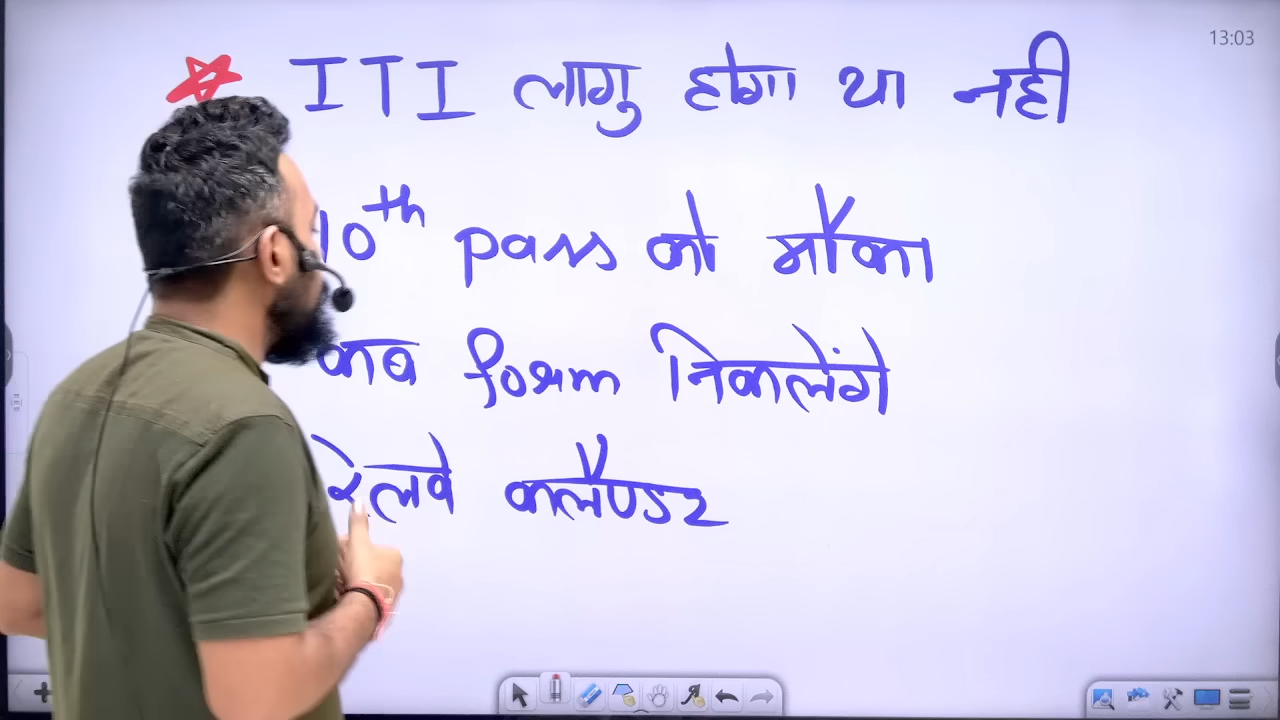 13:03
ITI लागु होगा या नही
10th pass को मौका
कब form निकलेंगे
रेलवे कलैण्डर